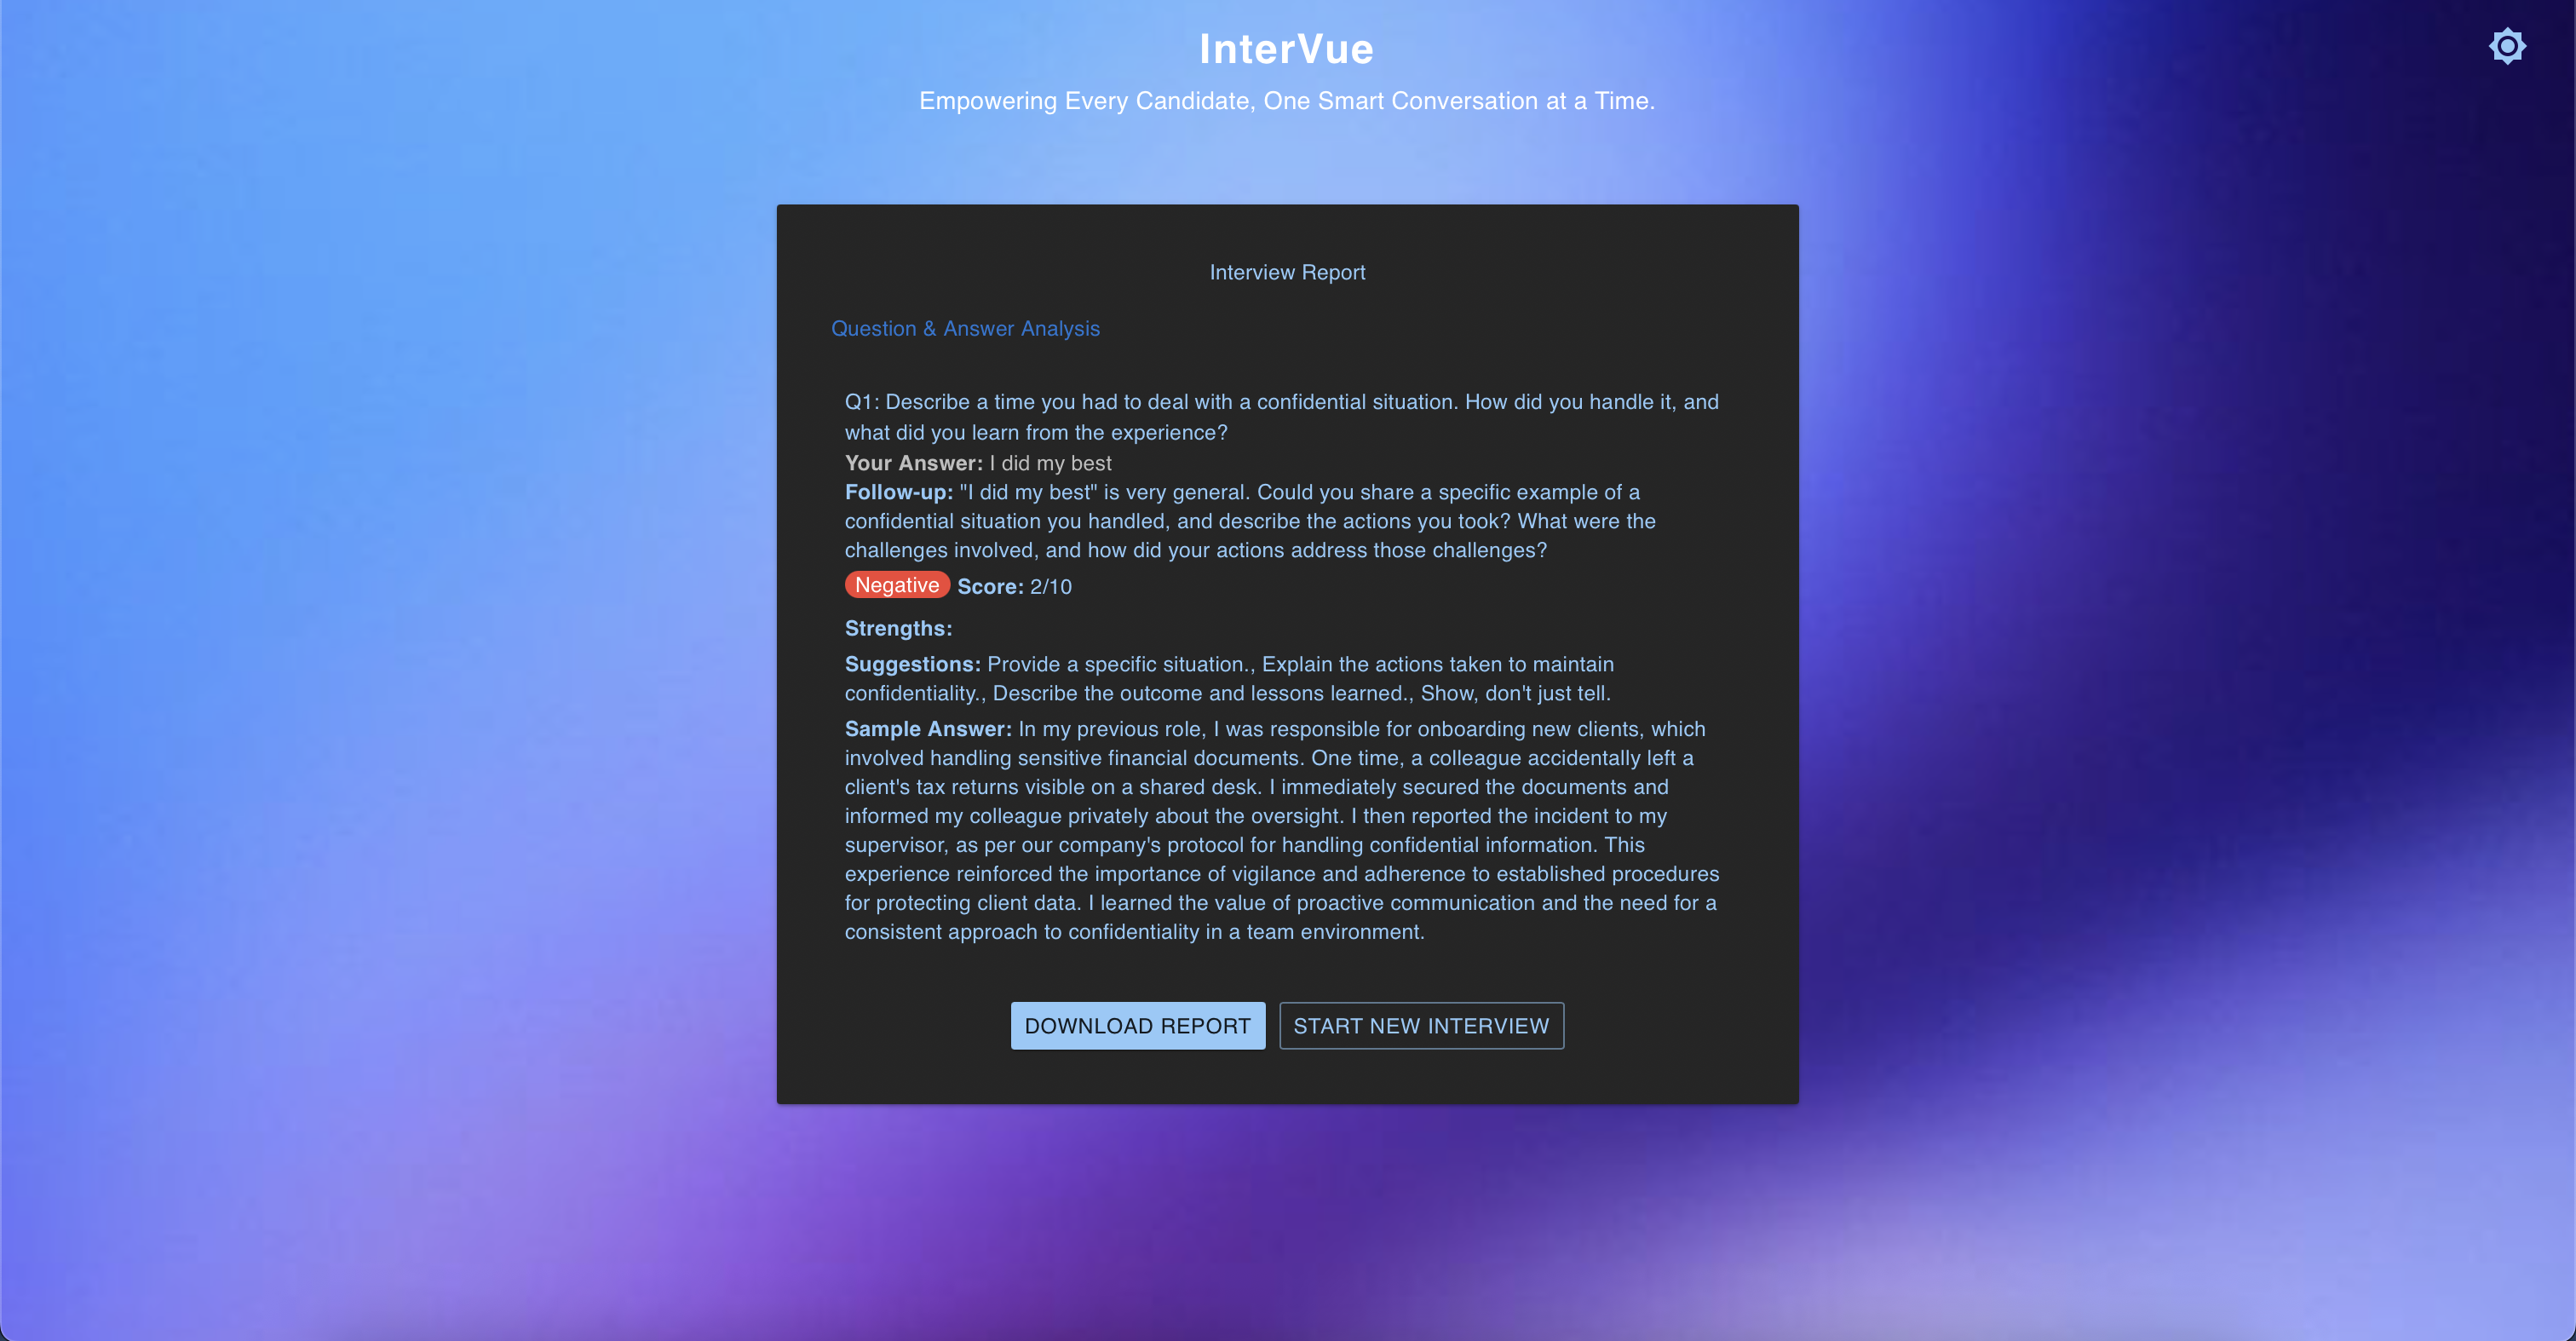 InterVue
Empowering Every Candidate, One Smart Conversation at a Time.
Interview Report
Question & Answer Analysis
Q1: Describe a time you had to deal with a confidential situation. How did you handle it, and
what did you learn from the experience?
Your Answer: I did my best
Follow-up: "I did my best" is very general. Could you share a specific example of a
confidential situation you handled, and describe the actions you took? What were the
challenges involved, and how did your actions address those challenges?
Negative Score: 2/10
Strengths:
Suggestions: Provide a specific situation., Explain the actions taken to maintain
confidentiality., Describe the outcome and lessons learned., Show, don't just tell.
Sample Answer: In my previous role, I was responsible for onboarding new clients, which
involved handling sensitive financial documents. One time, a colleague accidentally left a
client's tax returns visible on a shared desk. I immediately secured the documents and
informed my colleague privately about the oversight. I then reported the incident to my
supervisor, as per our company's protocol for handling confidential information. This
experience reinforced the importance of vigilance and adherence to established procedures
for protecting client data. I learned the value of proactive communication and the need for a
consistent approach to confidentiality in a team environment.
DOWNLOAD REPORT START NEW INTERVIEW